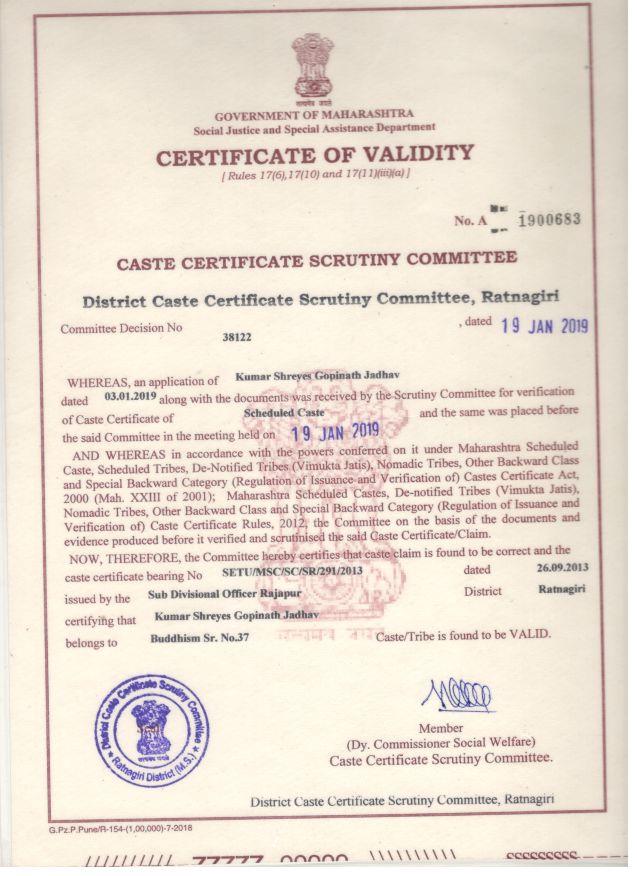 सत्यमेव जयते
GOVERNMENT OF MAHARASHTRA
Social Justice and Special Assistance Department
CERTIFICATE OF VALIDITY
[ Rules 17(6),17(10) and 17(11)(iii)(a) ]
No. A 1900683
CASTE CERTIFICATE SCRUTINY COMMITTEE
District Caste Certificate Scrutiny Committee, Ratnagiri
Committee Decision No 38122 , dated 19 JAN 2019
WHEREAS, an application of Kumar Shreyes Gopinath Jadhav
dated 03.01.2019 along with the documents was received by the Scrutiny Committee for verification
of Caste Certificate of Scheduled Caste and the same was placed before
the said Committee in the meeting held on 19 JAN 2019
AND WHEREAS in accordance with the powers conferred on it under Maharashtra Scheduled
Caste, Scheduled Tribes, De-Notified Tribes (Vimukta Jatis), Nomadic Tribes, Other Backward Class
and Special Backward Category (Regulation of Issuance and Verification of) Castes Certificate Act,
2000 (Mah. XXIII of 2001); Maharashtra Scheduled Castes, De-notified Tribes (Vimukta Jatis),
Nomadic Tribes, Other Backward Class and Special Backward Category (Regulation of Issuance and
Verification of) Caste Certificate Rules, 2012, the Committee on the basis of the documents and
evidence produced before it verified and scrutinised the said Caste Certificate/Claim.
NOW, THEREFORE, the Committee hereby certifies that caste claim is found to be correct and the
caste certificate bearing No SETU/MSC/SC/SR/291/2013 dated 26.09.2013
issued by the Sub Divisional Officer Rajapur District Ratnagiri
certifying that Kumar Shreyes Gopinath Jadhav
belongs to Buddhism Sr. No.37 Caste/Tribe is found to be VALID.
सत्यमेव जयते
District Caste Certificate Scrutiny Committee
★ Ratnagiri District (M.S.) ★
सत्यमेव जयते
Member
(Dy. Commissioner Social Welfare)
Caste Certificate Scrutiny Committee.
District Caste Certificate Scrutiny Committee, Ratnagiri
G.Pz.P.Pune/R-154-(1,00,000)-7-2018